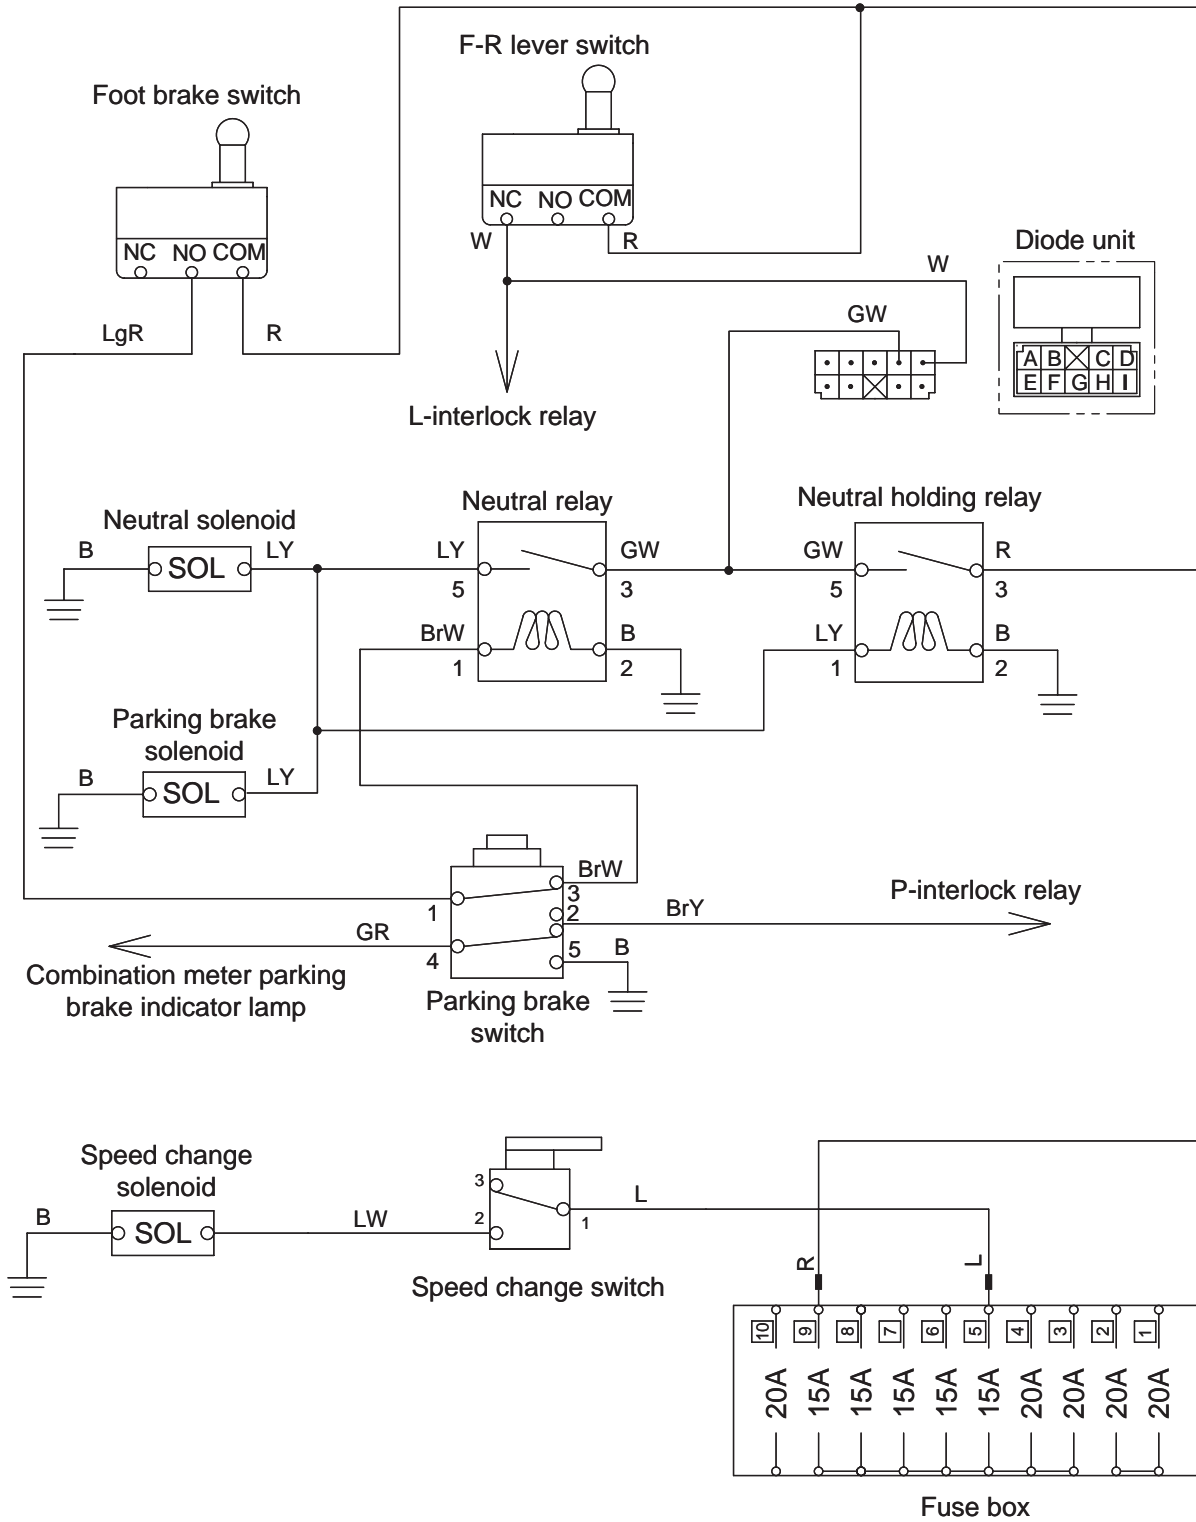 F-R lever switch
Foot brake switch
NC NO COM
W
R
Diode unit
NC NO COM
W
LgR
R
GW
A B C D
E F G H I
L-interlock relay
Neutral relay
Neutral holding relay
Neutral solenoid
B
SOL
LY
LY
5
GW
3
GW
5
R
3
BrW
1
B
2
LY
1
B
2
Parking brake
solenoid
B
SOL
LY
BrW
3
1
2
BrY
P-interlock relay
GR
4
5
B
Combination meter parking
brake indicator lamp
Parking brake
switch
Speed change
solenoid
3
L
B
SOL
LW
2
1
R
L
Speed change switch
10 9 8 7 6 5 4 3 2 1
20A 15A 15A 15A 15A 15A 20A 20A 20A 20A
Fuse box